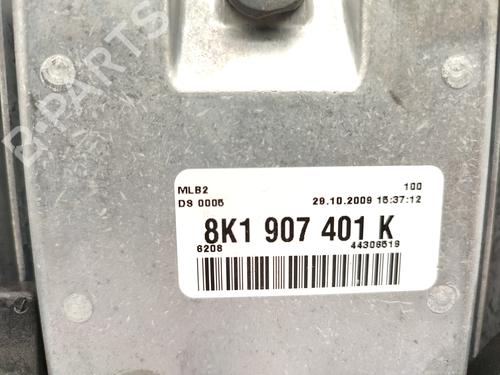 B-PARTS
MLB2 100
DS 0005 29.10.2009 15:37:12
8K1 907 401 K
6208 44306519